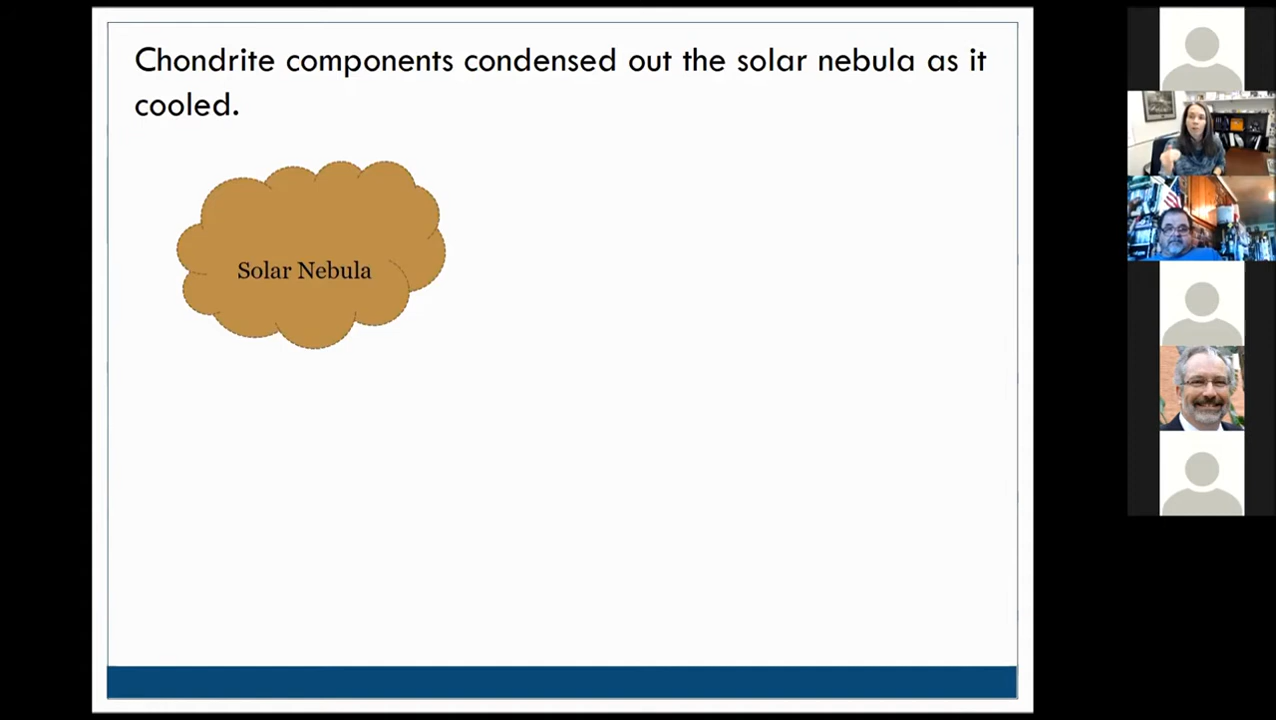 Chondrite components condensed out the solar nebula as it
cooled.
Solar Nebula